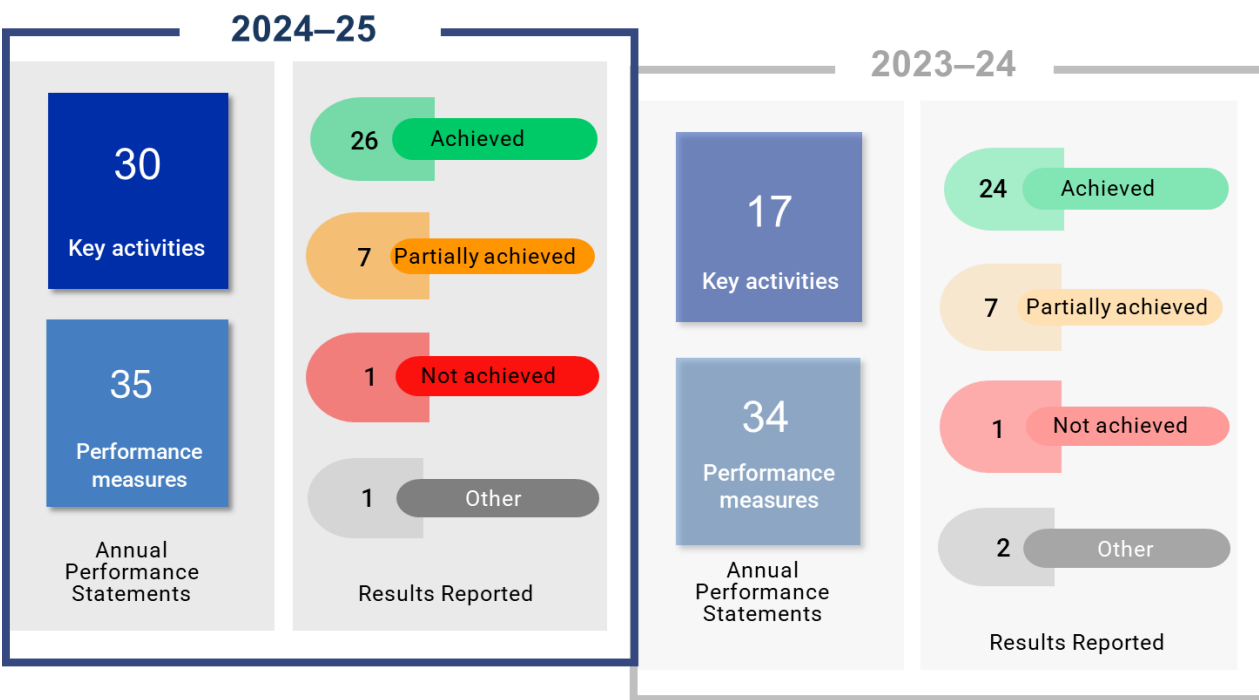 2024–25
30
Key activities
35
Performance
measures
Annual
Performance
Statements
26 Achieved
7 Partially achieved
1 Not achieved
1 Other
Results Reported
2023–24
17
Key activities
34
Performance
measures
Annual
Performance
Statements
24 Achieved
7 Partially achieved
1 Not achieved
2 Other
Results Reported